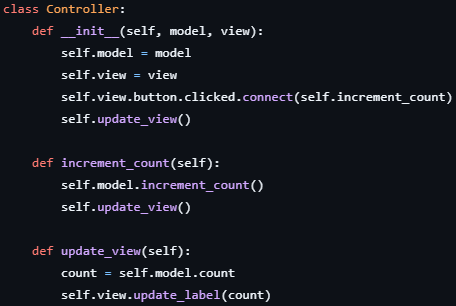 class Controller:
    def __init__(self, model, view):
        self.model = model
        self.view = view
        self.view.button.clicked.connect(self.increment_count)
        self.update_view()

    def increment_count(self):
        self.model.increment_count()
        self.update_view()

    def update_view(self):
        count = self.model.count
        self.view.update_label(count)